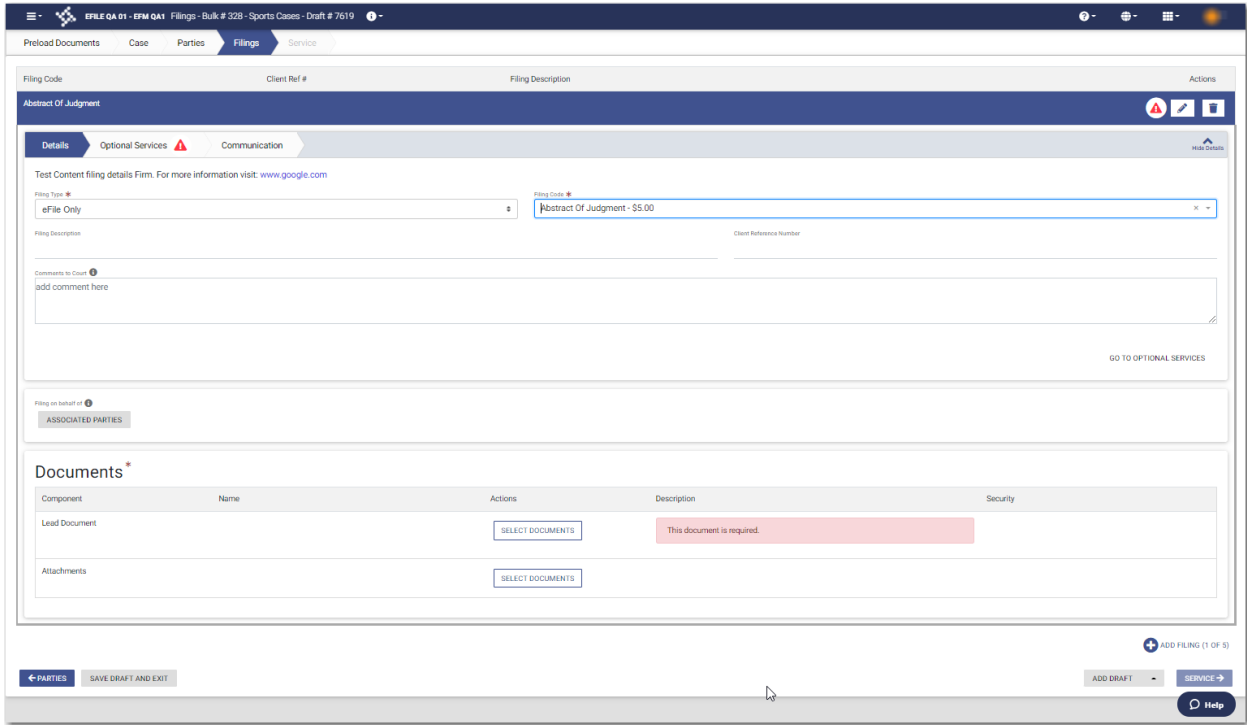 EFILE QA 01 - EFM QA1 Filings - Bulk # 328 - Sports Cases - Draft # 7619
Preload Documents Case Parties Filings Service
Filing Code Client Ref # Filing Description Actions
Abstract Of Judgment
Details Optional Services Communication
Hide Details
Test Content filing details Firm. For more information visit: www.google.com
Filing Type * Filing Code *
eFile Only Abstract Of Judgment - $5.00
Filing Description Client Reference Number
Comments to Court
add comment here
GO TO OPTIONAL SERVICES
Filing on behalf of
ASSOCIATED PARTIES
Documents *
Component Name Actions Description Security
Lead Document SELECT DOCUMENTS This document is required.
Attachments SELECT DOCUMENTS
ADD FILING (1 OF 5)
PARTIES SAVE DRAFT AND EXIT ADD DRAFT SERVICE
Help